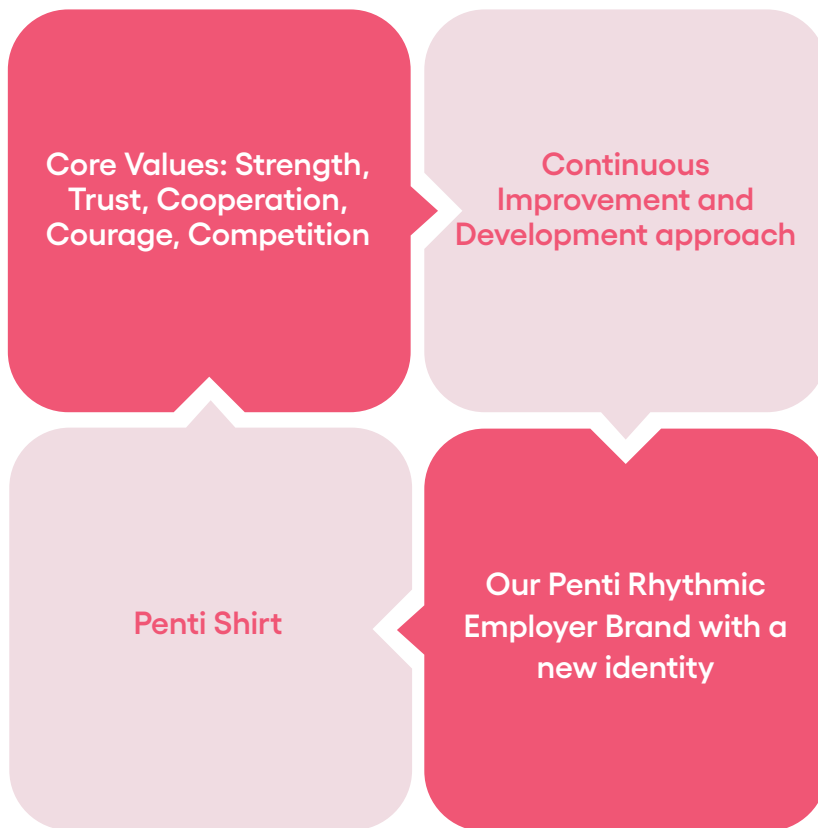 Core Values: Strength,
Trust, Cooperation,
Courage, Competition
Continuous
Improvement and
Development approach
Penti Shirt
Our Penti Rhythmic
Employer Brand with a
new identity